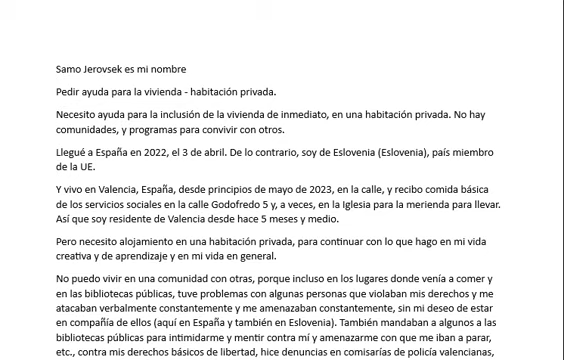 Samo Jerovsek es mi nombre
Pedir ayuda para la vivienda - habitación privada.
Necesito ayuda para la inclusión de la vivienda de inmediato, en una habitación privada. No hay
comunidades, y programas para convivir con otros.
Llegué a España en 2022, el 3 de abril. De lo contrario, soy de Eslovenia (Eslovenia), país miembro
de la UE.
Y vivo en Valencia, España, desde principios de mayo de 2023, en la calle, y recibo comida básica
de los servicios sociales en la calle Godofredo 5 y, a veces, en la Iglesia para la merienda para llevar.
Así que soy residente de Valencia desde hace 5 meses y medio.
Pero necesito alojamiento en una habitación privada, para continuar con lo que hago en mi vida
creativa y de aprendizaje y en mi vida en general.
No puedo vivir en una comunidad con otras, porque incluso en los lugares donde venía a comer y
en las bibliotecas públicas, tuve problemas con algunas personas que violaban mis derechos y me
atacaban verbalmente constantemente y me amenazaban constantemente, sin mi deseo de estar
en compañía de ellos (aquí en España y también en Eslovenia). También mandaban a algunos a las
bibliotecas públicas para intimidarme y mentir contra mí y amenazarme con que me iban a parar,
etc., contra mis derechos básicos de libertad, hice denuncias en comisarías de policía valencianas,